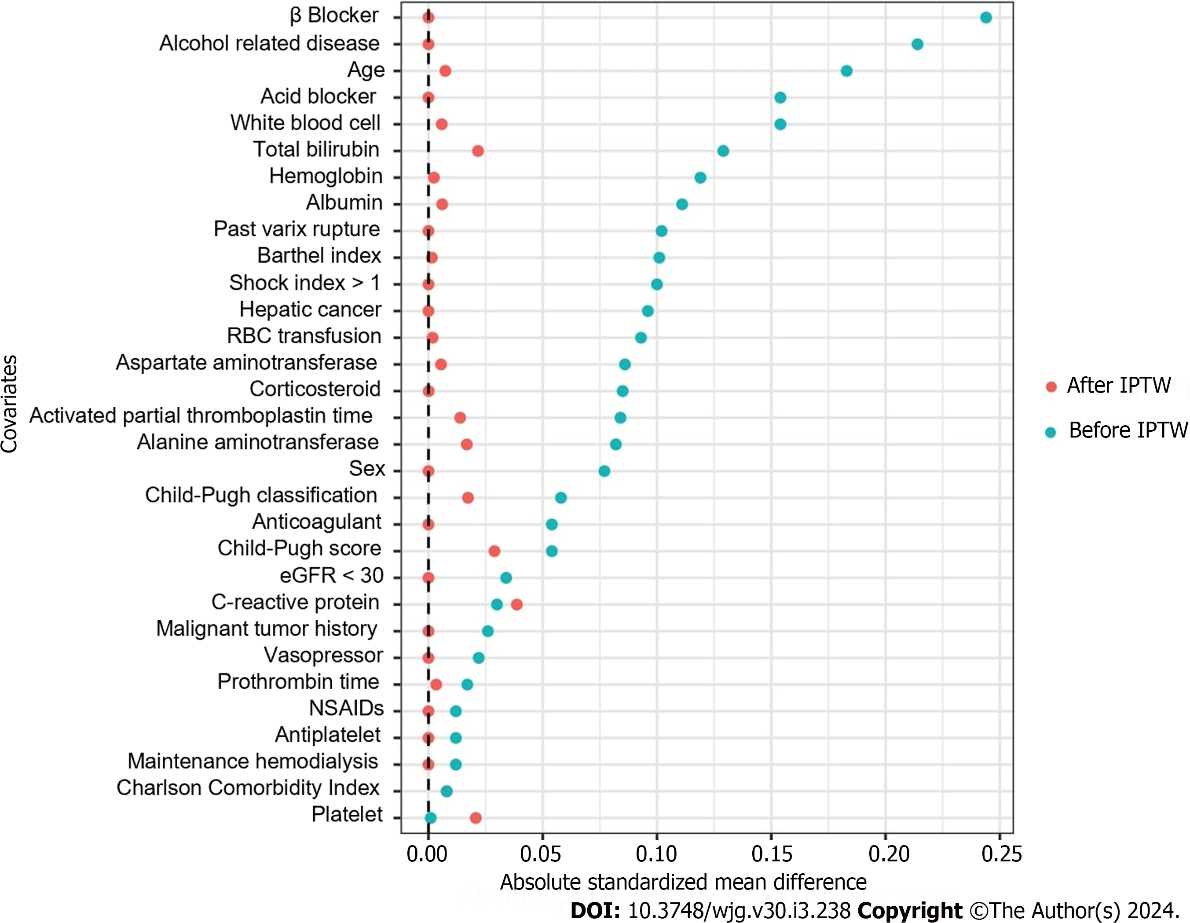 β Blocker
Alcohol related disease
Age
Acid blocker
White blood cell
Total bilirubin
Hemoglobin
Albumin
Past varix rupture
Barthel index
Shock index > 1
Hepatic cancer
RBC transfusion
Aspartate aminotransferase
Corticosteroid
Activated partial thromboplastin time
Alanine aminotransferase
Sex
Child-Pugh classification
Anticoagulant
Child-Pugh score
eGFR < 30
C-reactive protein
Malignant tumor history
Vasopressor
Prothrombin time
NSAIDs
Antiplatelet
Maintenance hemodialysis
Charlson Comorbidity Index
Platelet
Covariates
After IPTW
Before IPTW
0.00 0.05 0.10 0.15 0.20 0.25
Absolute standardized mean difference
DOI: 10.3748/wjg.v30.i3.238 Copyright ©The Author(s) 2024.